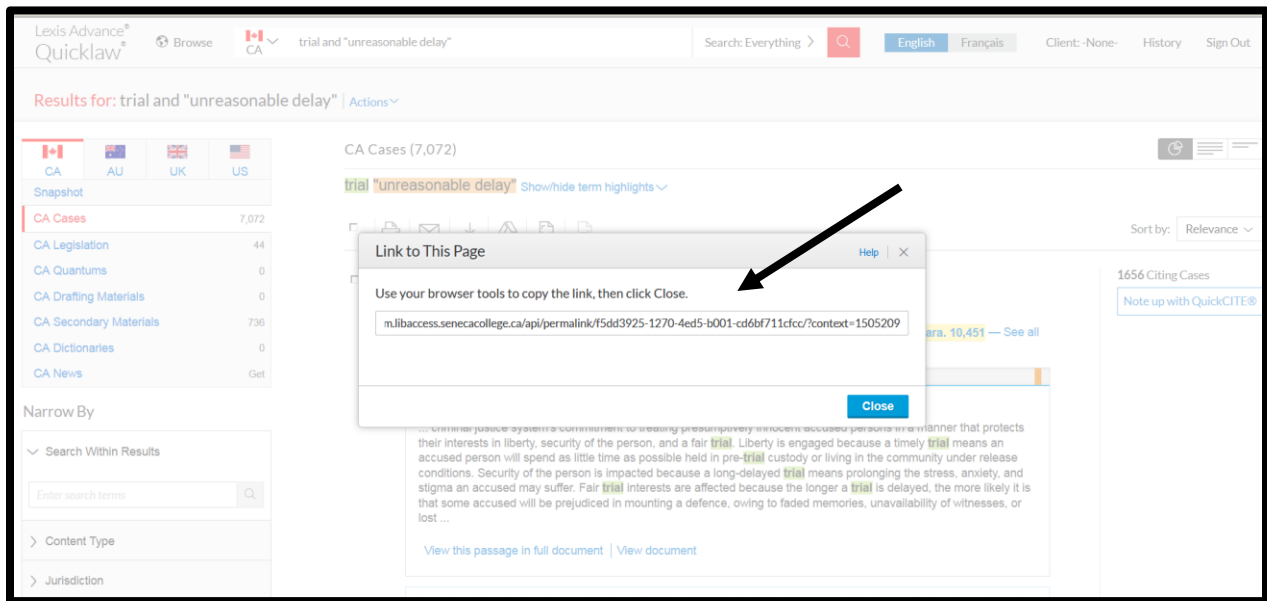 Lexis Advance®
Quicklaw®
Browse
CA
trial and "unreasonable delay"
Search: Everything
English
Français
Client: -None-
History
Sign Out
Results for: trial and "unreasonable delay" | Actions
CA
AU
UK
US
Snapshot
CA Cases 7,072
CA Legislation 44
CA Quantums 0
CA Drafting Materials 0
CA Secondary Materials 736
CA Dictionaries 0
CA News Get
Narrow By
Search Within Results
Enter search terms
Content Type
Jurisdiction
CA Cases (7,072)
trial "unreasonable delay" Show/hide term highlights
Sort by: Relevance
Link to This Page
Help
Use your browser tools to copy the link, then click Close.
m.libaccess.senecacollege.ca/api/permalink/f5dd3925-1270-4ed5-b001-cd6bf711cfcc/?context=1505209
Close
1656 Citing Cases
Note up with QuickCITE®
ara. 10,451 — See all
... criminal justice system's commitment to treating presumptively innocent accused persons in a manner that protects
their interests in liberty, security of the person, and a fair trial. Liberty is engaged because a timely trial means an
accused person will spend as little time as possible held in pre-trial custody or living in the community under release
conditions. Security of the person is impacted because a long-delayed trial means prolonging the stress, anxiety, and
stigma an accused may suffer. Fair trial interests are affected because the longer a trial is delayed, the more likely it is
that some accused will be prejudiced in mounting a defence, owing to faded memories, unavailability of witnesses, or
lost ...
View this passage in full document | View document